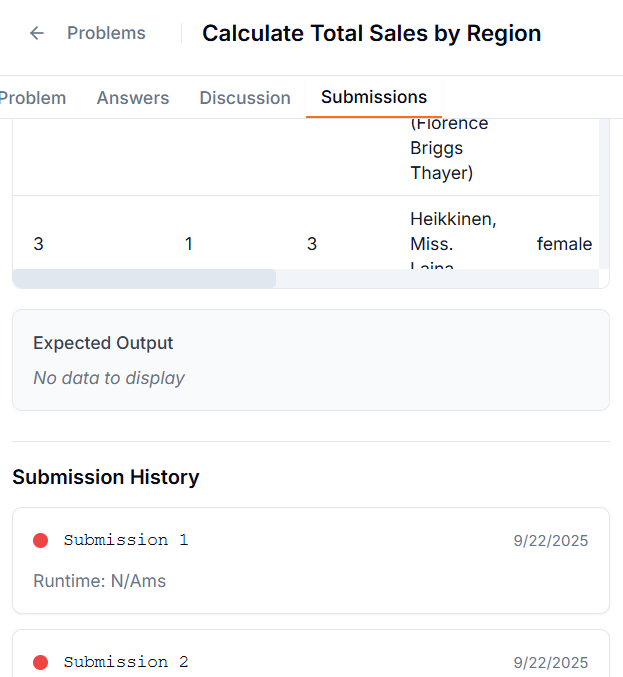 Problems
Calculate Total Sales by Region
Problem
Answers
Discussion
Submissions
(Florence
Briggs
Thayer)
3 1 3 Heikkinen, Miss. Laina female
Expected Output
No data to display
Submission History
Submission 1 9/22/2025
Runtime: N/Ams
Submission 2 9/22/2025